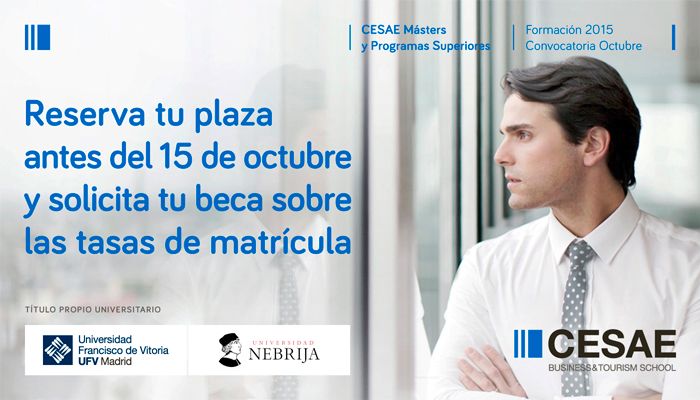 CESAE Másters
y Programas Superiores
Formación 2015
Convocatoria Octubre
Reserva tu plaza
antes del 15 de octubre
y solicita tu beca sobre
las tasas de matrícula
TÍTULO PROPIO UNIVERSITARIO
Universidad
Francisco de Vitoria
UFV Madrid
UNIVERSIDAD
NEBRIJA
CESAE
BUSINESS&TOURISM SCHOOL